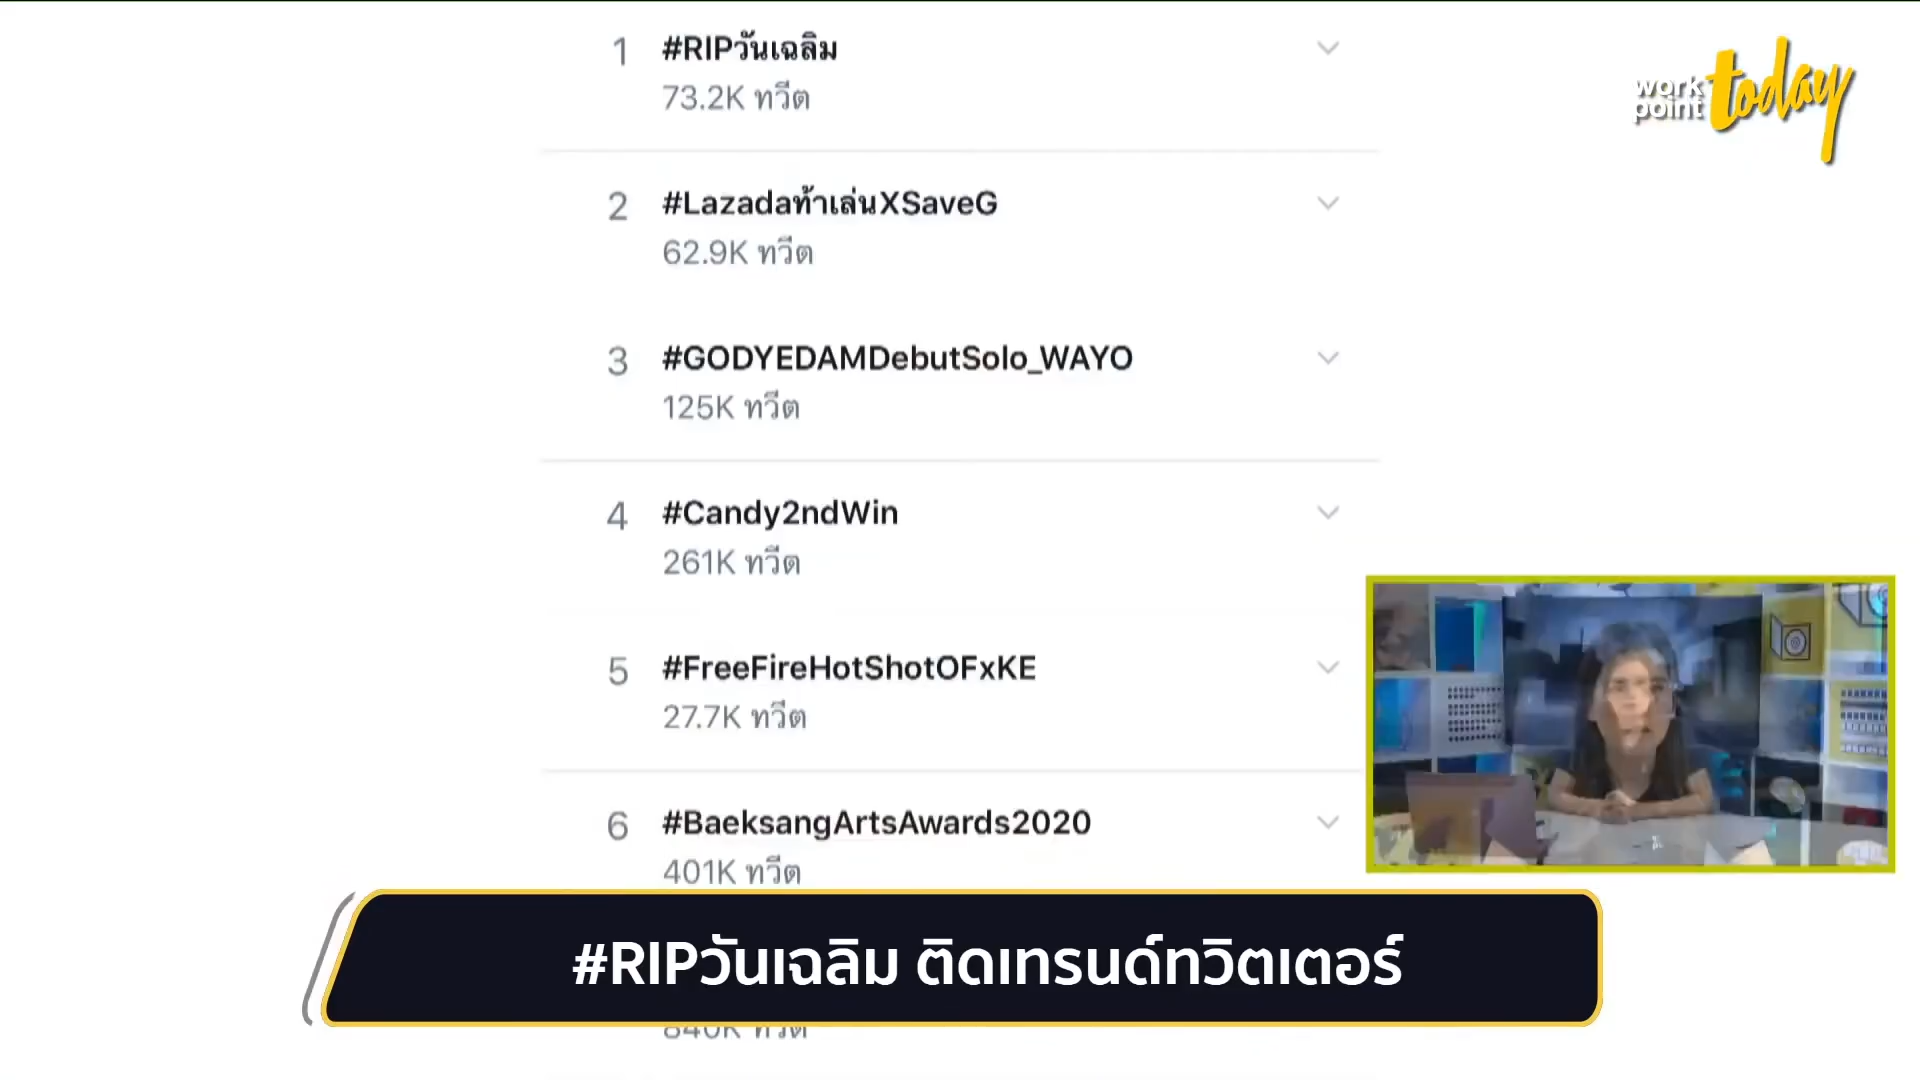 1 #RIPวันเฉลิม
73.2K ทวีต
work point today
2 #Lazadaท้าเล่นXSaveG
62.9K ทวีต
3 #GODYEDAMDebutSolo_WAYO
125K ทวีต
4 #Candy2ndWin
261K ทวีต
5 #FreeFireHotShotOFxKE
27.7K ทวีต
6 #BaeksangArtsAwards2020
401K ทวีต
#RIPวันเฉลิม ติดเทรนด์ทวิตเตอร์
840K ทวีต